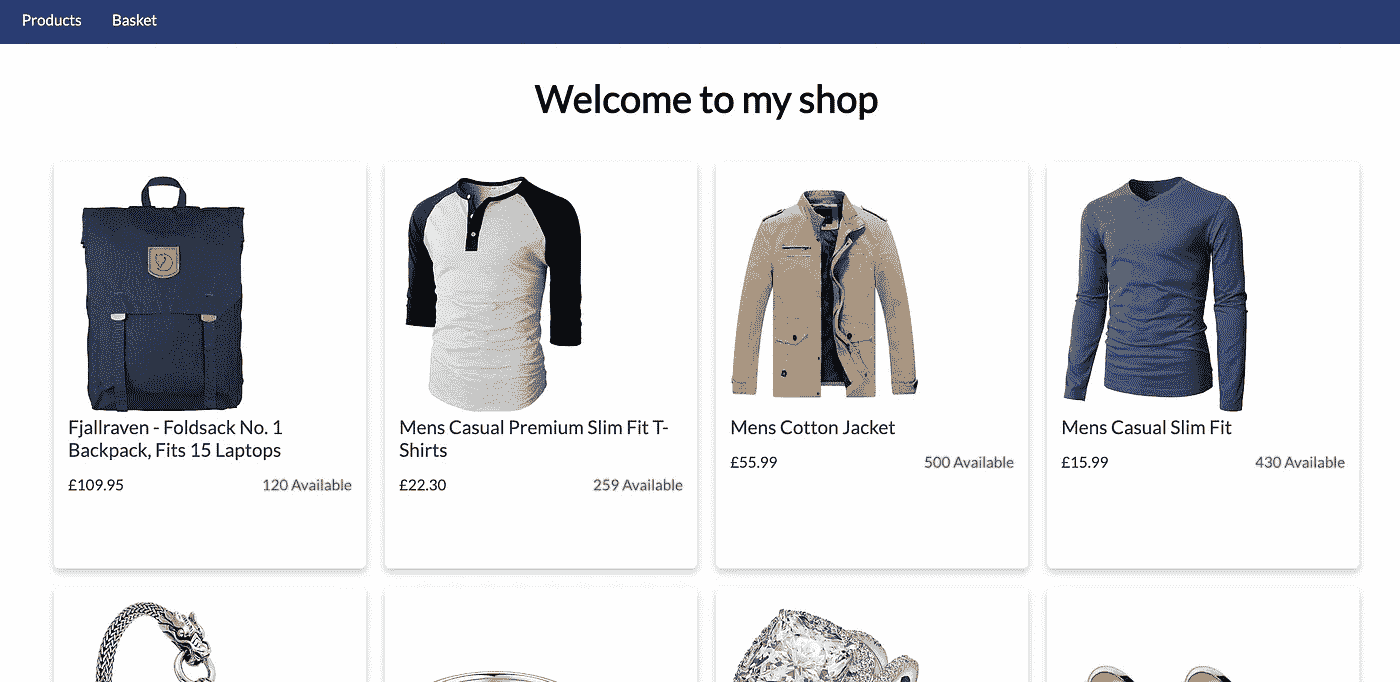 Products Basket
Welcome to my shop
Fjallraven - Foldsack No. 1
Backpack, Fits 15 Laptops
£109.95 120 Available
Mens Casual Premium Slim Fit T-
Shirts
£22.30 259 Available
Mens Cotton Jacket
£55.99 500 Available
Mens Casual Slim Fit
£15.99 430 Available